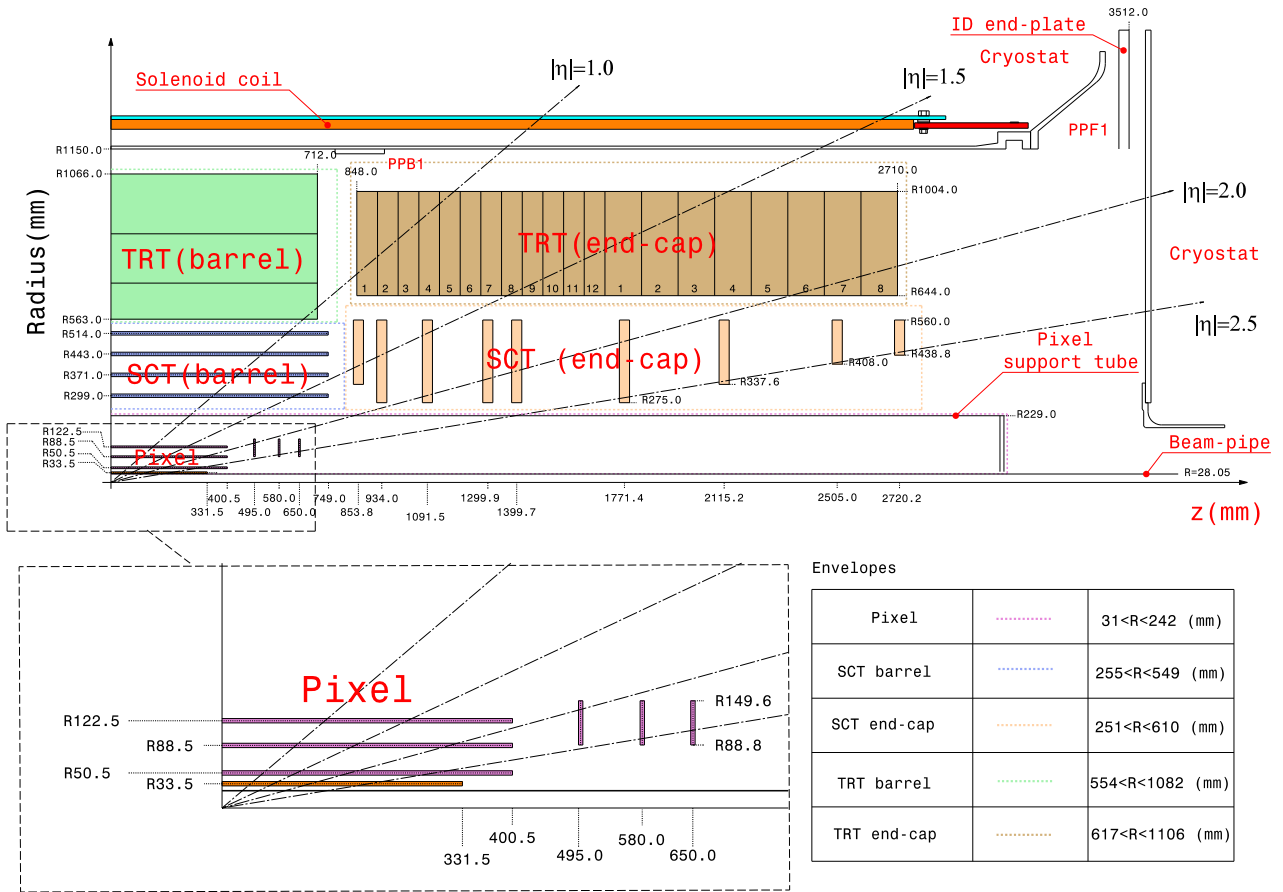 3512.0
ID end-plate
Cryostat
|η|=1.0
|η|=1.5
Solenoid coil
PPF1
R1150.0
712.0
PPB1
R1066.0
848.0
2710.0
R1004.0
|η|=2.0
Radius(mm)
TRT(barrel)
TRT(end-cap)
Cryostat
1 2 3 4 5 6 7 8 9 10 11 12 1 2 3 4 5 6 7 8
R644.0
R563.0
R560.0
|η|=2.5
R514.0
R443.0
SCT(barrel)
SCT (end-cap)
R438.8
Pixel
support tube
R408.0
R371.0
R337.6
R299.0
R275.0
R229.0
R122.5
R88.5
R50.5
R33.5
Pixel
Beam-pipe
R=28.05
400.5 580.0 749.0 934.0 1299.9 1771.4 2115.2 2505.0 2720.2
331.5 495.0 650.0 853.8 1091.5 1399.7
z(mm)
Envelopes
Pixel 31<R<242 (mm)
SCT barrel 255<R<549 (mm)
SCT end-cap 251<R<610 (mm)
TRT barrel 554<R<1082 (mm)
TRT end-cap 617<R<1106 (mm)
Pixel
R149.6
R122.5
R88.5
R88.8
R50.5
R33.5
400.5 580.0
331.5 495.0 650.0